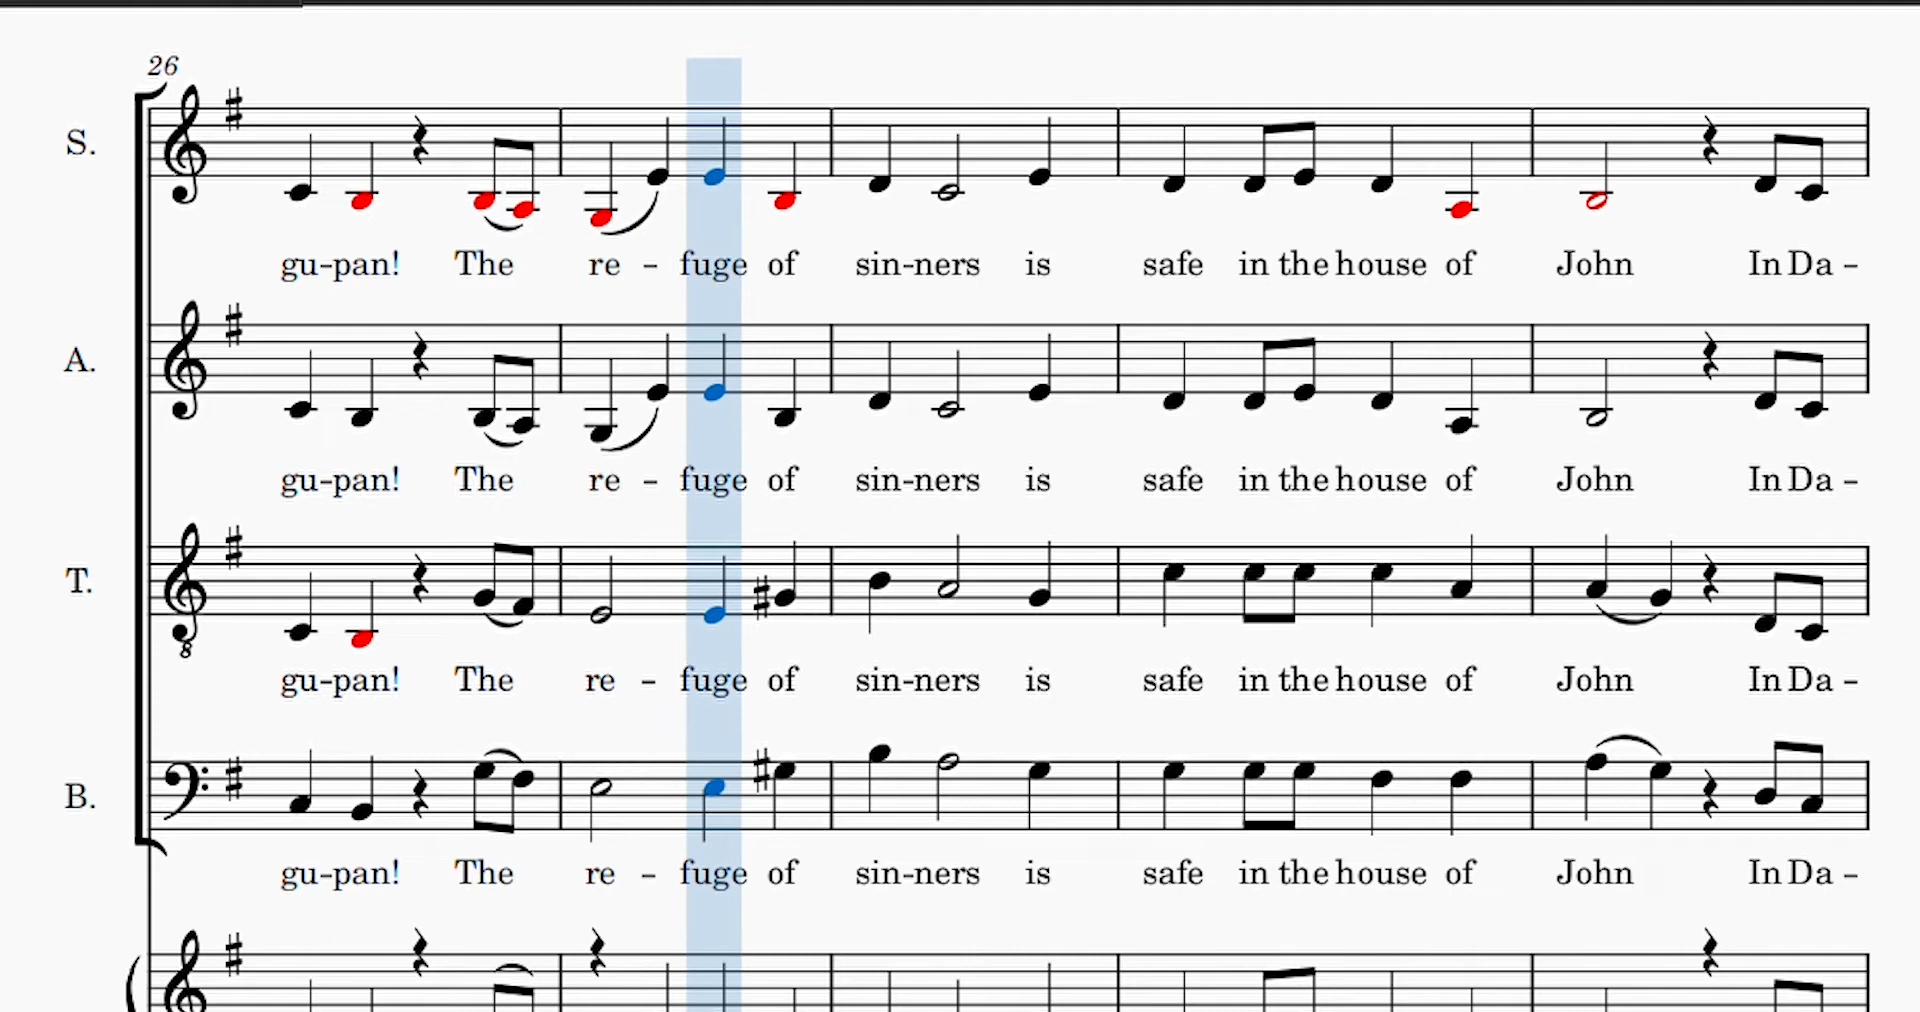 26
S.
gu-pan! The re - fuge of sin-ners is safe in the house of John In Da -
A.
gu-pan! The re - fuge of sin-ners is safe in the house of John In Da -
T.
8
gu-pan! The re - fuge of sin-ners is safe in the house of John In Da -
B.
gu-pan! The re - fuge of sin-ners is safe in the house of John In Da -